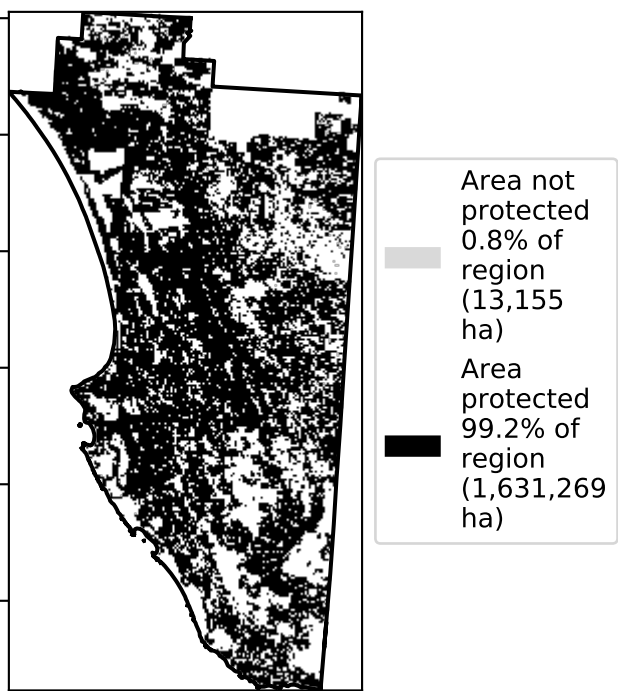 Area not
protected
0.8% of
region
(13,155
ha)
Area
protected
99.2% of
region
(1,631,269
ha)